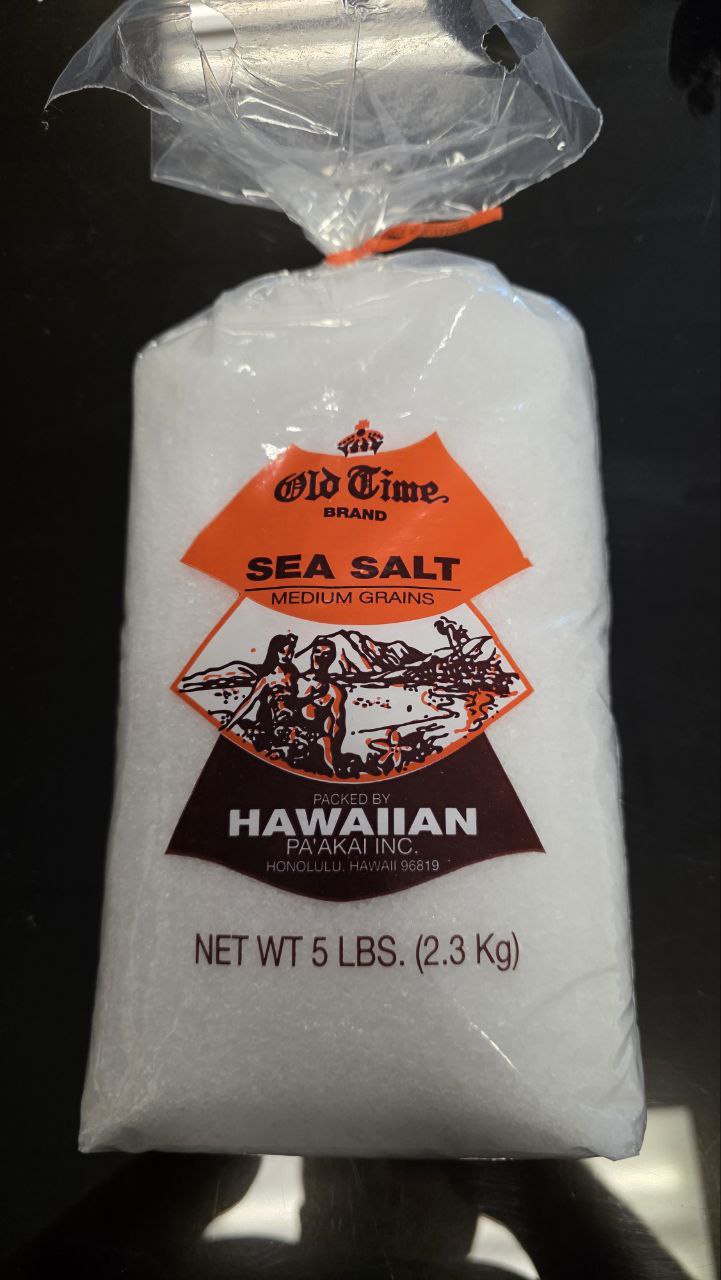 Old Time
BRAND
SEA SALT
MEDIUM GRAINS
PACKED BY
HAWAIIAN
PA'AKAI INC.
HONOLULU, HAWAII 96819
NET WT 5 LBS. (2.3 Kg)